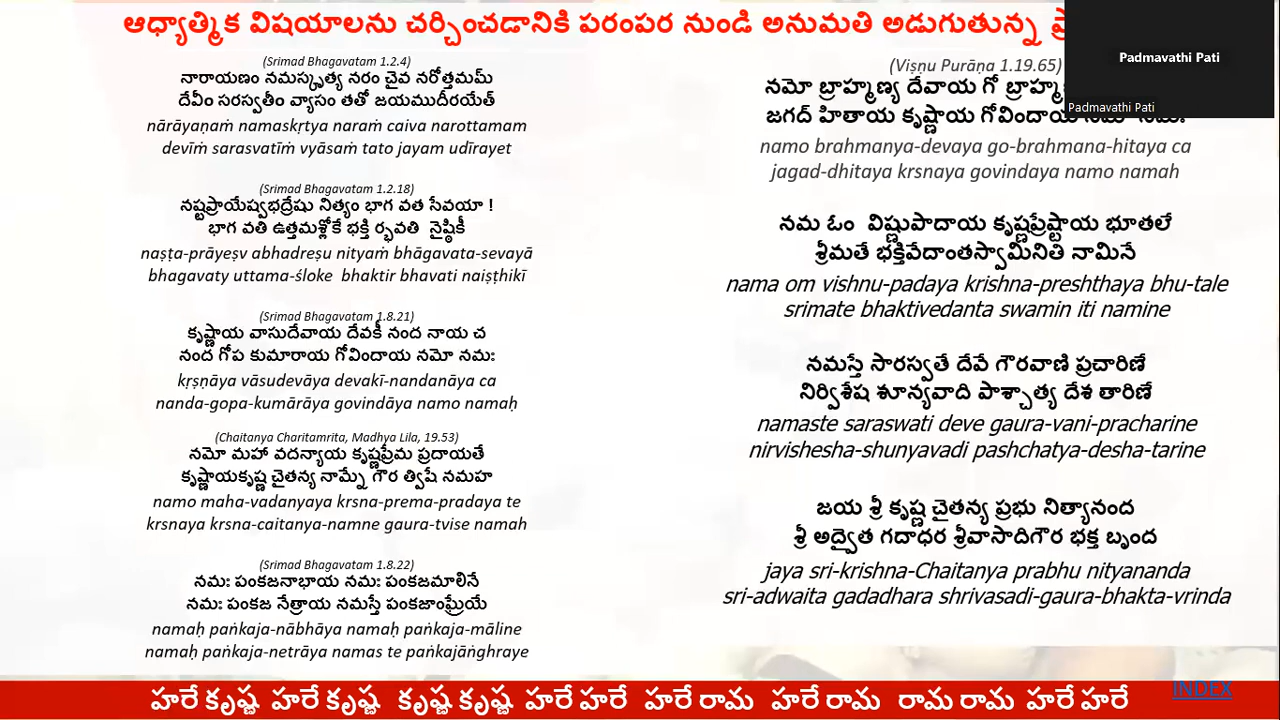 ఆధ్యాత్మిక విషయాలను చర్చించడానికి పరంపర నుండి అనుమతి అడుగుతున్న
(Srimad Bhagavatam 1.2.4)
నారాయణం నమస్కృత్య నరం చైవ నరోత్తమమ్
దేవీం సరస్వతీం వ్యాసం తతో జయముదీరయేత్
nārāyaṇaṁ namaskṛtya naraṁ caiva narottamam
devīṁ sarasvatīṁ vyāsaṁ tato jayam udīrayet
(Srimad Bhagavatam 1.2.18)
నష్టప్రాయేష్వభద్రేషు నిత్యం భాగ వత సేవయా !
భాగ వతి ఉత్తమశ్లోకే భక్తి ర్భవతి నైష్ఠికీ
naṣṭa-prāyeṣv abhadreṣu nityaṁ bhāgavata-sevayā
bhagavaty uttama-śloke bhaktir bhavati naiṣṭhikī
(Srimad Bhagavatam 1.8.21)
కృష్ణాయ వాసుదేవాయ దేవకీ నంద నాయ చ
నంద గోప కుమారాయ గోవిందాయ నమో నమః
kṛṣṇāya vāsudevāya devakī-nandanāya ca
nanda-gopa-kumārāya govindāya namo namaḥ
(Chaitanya Charitamrita, Madhya Lila, 19.53)
నమో మహా వదన్యాయ కృష్ణప్రేమ ప్రదాయతే
కృష్ణాయకృష్ణ చైతన్య నామ్నే గౌర త్విషే నమహ
namo maha-vadanyaya krsna-prema-pradaya te
krsnaya krsna-caitanya-namne gaura-tvise namah
(Srimad Bhagavatam 1.8.22)
నమః పంకజనాభాయ నమః పంకజమాలినే
నమః పంకజ నేత్రాయ నమస్తే పంకజాంఘ్రేయే
namaḥ paṅkaja-nābhāya namaḥ paṅkaja-māline
namaḥ paṅkaja-netrāya namas te paṅkajāṅghraye
(Viṣṇu Purāṇa 1.19.65)
నమో బ్రాహ్మణ్య దేవాయ గో
జగద్ హితాయ కృష్ణాయ గోవిందాయ
namo brahmanya-devaya go-brahmana-hitaya ca
jagad-dhitaya krsnaya govindaya namo namah
నమ ఓం విష్ణుపాదాయ కృష్ణప్రేష్టాయ భూతలే
శ్రీమతే భక్తివేదాంతస్వామినితి నామినే
nama om vishnu-padaya krishna-preshthaya bhu-tale
srimate bhaktivedanta swamin iti namine
నమస్తే సారస్వతే దేవే గౌరవాణి ప్రచారిణే
నిర్విశేష శూన్యవాది పాశ్చాత్య దేశ తారిణే
namaste saraswati deve gaura-vani-pracharine
nirvishesha-shunyavadi pashchatya-desha-tarine
జయ శ్రీ కృష్ణ చైతన్య ప్రభు నిత్యానంద
శ్రీ అద్వైత గదాధర శ్రీవాసాదిగౌర భక్త బృంద
jaya sri-krishna-Chaitanya prabhu nityananda
sri-adwaita gadadhara shrivasadi-gaura-bhakta-vrinda
Padmavathi Pati
Padmavathi Pati
హరే కృష్ణ హరే కృష్ణ కృష్ణ కృష్ణ హరే హరే హరే రామ హరే రామ రామ రామ హరే హరే
INDEX